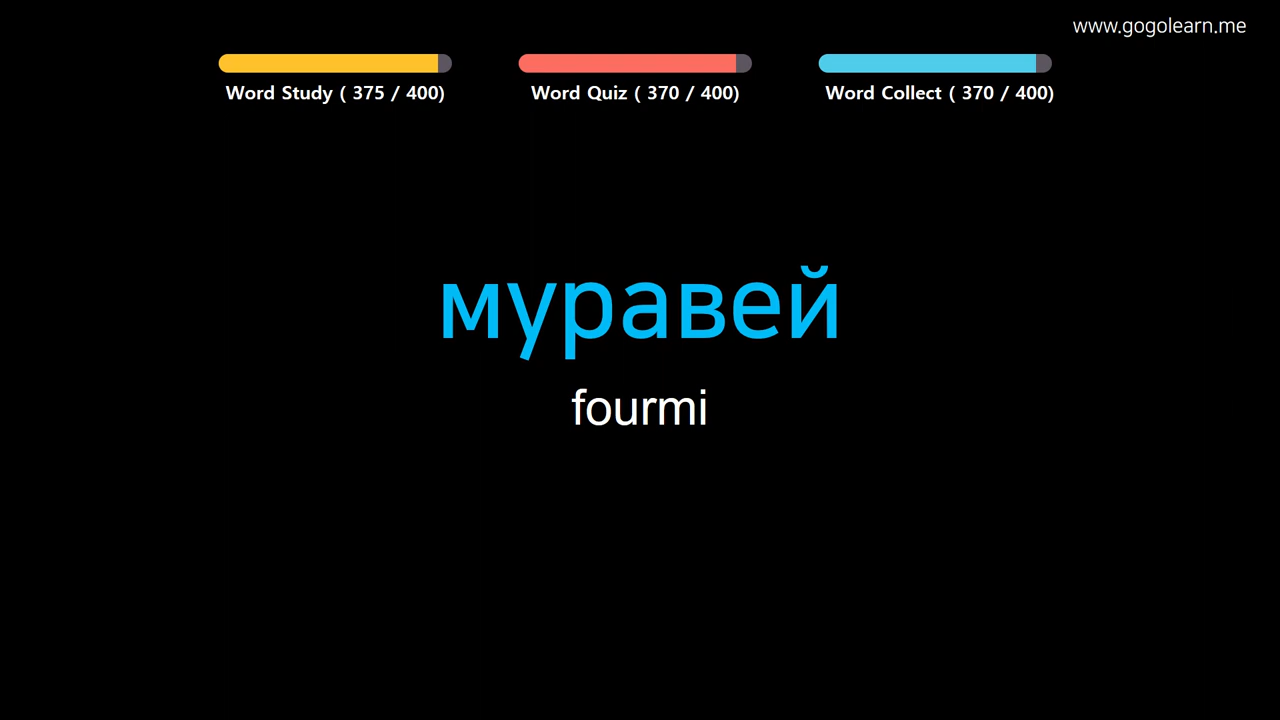 www.gogolearn.me
Word Study ( 375 / 400)
Word Quiz ( 370 / 400)
Word Collect ( 370 / 400)
муравей
fourmi